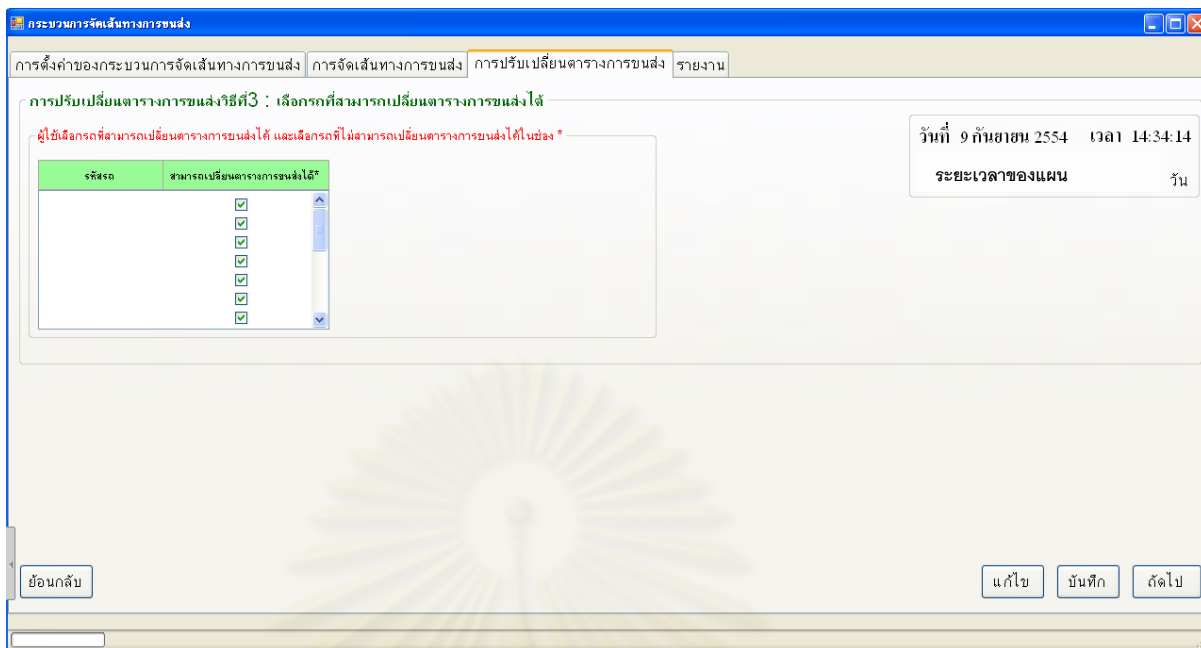 กระบวนการจัดเส้นทางการขนส่ง
การตั้งค่าของกระบวนการจัดเส้นทางการขนส่ง การจัดเส้นทางการขนส่ง การปรับเปลี่ยนตารางการขนส่ง รายงาน
การปรับเปลี่ยนตารางการขนส่งวิธีที่3 : เลือกรถที่สามารถเปลี่ยนตารางการขนส่งได้
ผู้ใช้เลือกรถที่สามารถเปลี่ยนตารางการขนส่งได้ และเลือกรถที่ไม่สามารถเปลี่ยนตารางการขนส่งได้ในช่อง *
วันที่ 9 กันยายน 2554 เวลา 14:34:14
ระยะเวลาของแผน วัน
รหัสรถ สามารถเปลี่ยนตารางการขนส่งได้*
ย้อนกลับ แก้ไข บันทึก ถัดไป